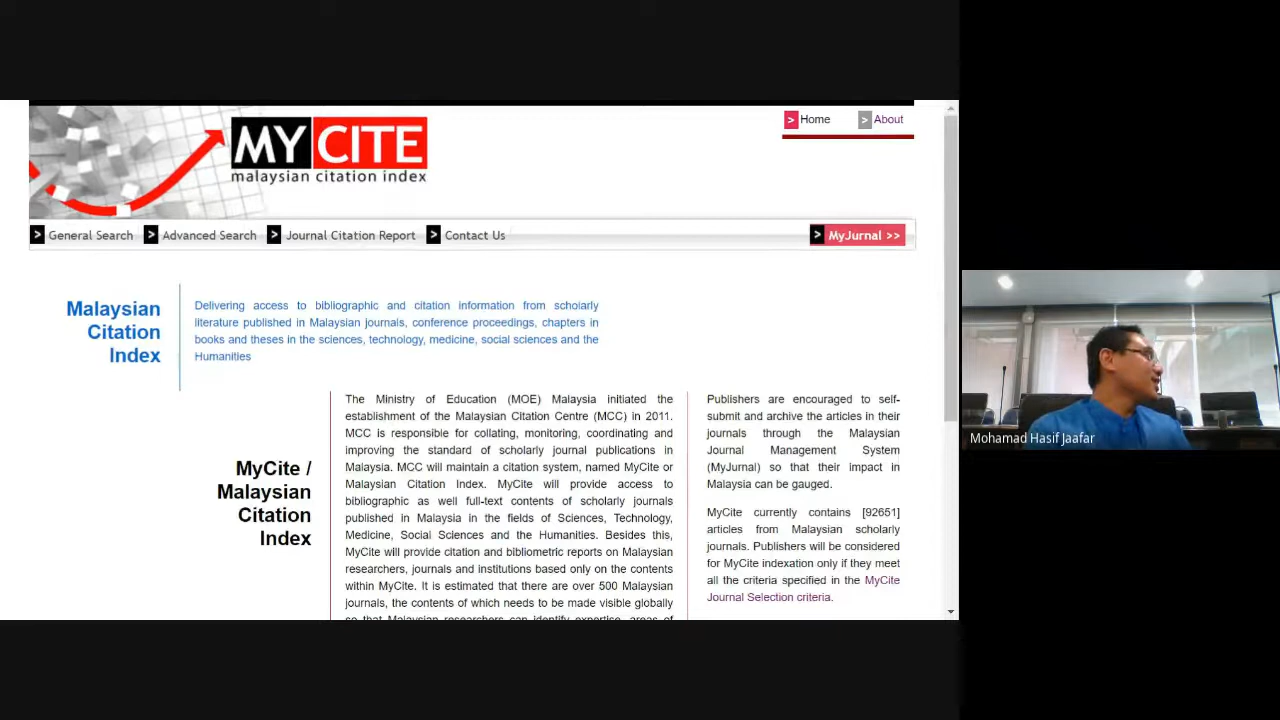 Home
About
MY CITE
malaysian citation index
General Search
Advanced Search
Journal Citation Report
Contact Us
MyJurnal >>
Malaysian
Citation
Index
Delivering access to bibliographic and citation information from scholarly
literature published in Malaysian journals, conference proceedings, chapters in
books and theses in the sciences, technology, medicine, social sciences and the
Humanities
MyCite /
Malaysian
Citation
Index
The Ministry of Education (MOE) Malaysia initiated the
establishment of the Malaysian Citation Centre (MCC) in 2011.
MCC is responsible for collating, monitoring, coordinating and
improving the standard of scholarly journal publications in
Malaysia. MCC will maintain a citation system, named MyCite or
Malaysian Citation Index. MyCite will provide access to
bibliographic as well full-text contents of scholarly journals
published in Malaysia in the fields of Sciences, Technology,
Medicine, Social Sciences and the Humanities. Besides this,
MyCite will provide citation and bibliometric reports on Malaysian
researchers, journals and institutions based only on the contents
within MyCite. It is estimated that there are over 500 Malaysian
journals, the contents of which needs to be made visible globally
so that Malaysian researchers can identify expertise, areas of
Publishers are encouraged to self-
submit and archive the articles in their
journals through the Malaysian
Journal Management System
(MyJurnal) so that their impact in
Malaysia can be gauged.
MyCite currently contains [92651]
articles from Malaysian scholarly
journals. Publishers will be considered
for MyCite indexation only if they meet
all the criteria specified in the MyCite
Journal Selection criteria.
Mohamad Hasif Jaafar